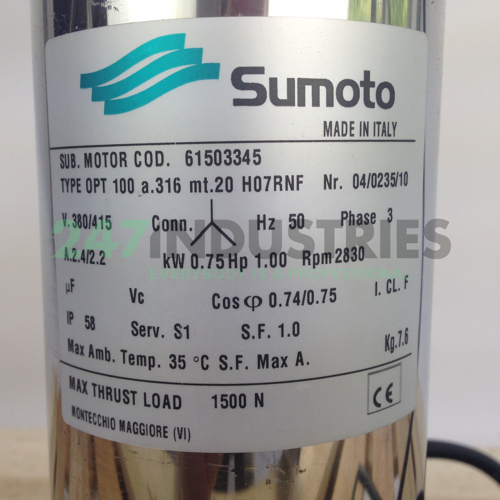 Sumoto
MADE IN ITALY
SUB. MOTOR COD. 61503345
TYPE OPT 100 a.316 mt.20 H07RNF Nr. 04/0235/10
V.380/415 Conn. Hz 50 Phase 3
247INDUSTRIES
A.2.4/2.2 kW 0.75 Hp 1.00 Rpm 2830
µF Vc Cos φ 0.74/0.75 I. CL. F
IP 58 Serv. S1 S.F. 1.0 Kg.7.6
Max Amb. Temp. 35 °C S.F. Max A.
MAX THRUST LOAD 1500 N
CE
MONTECCHIO MAGGIORE (VI)